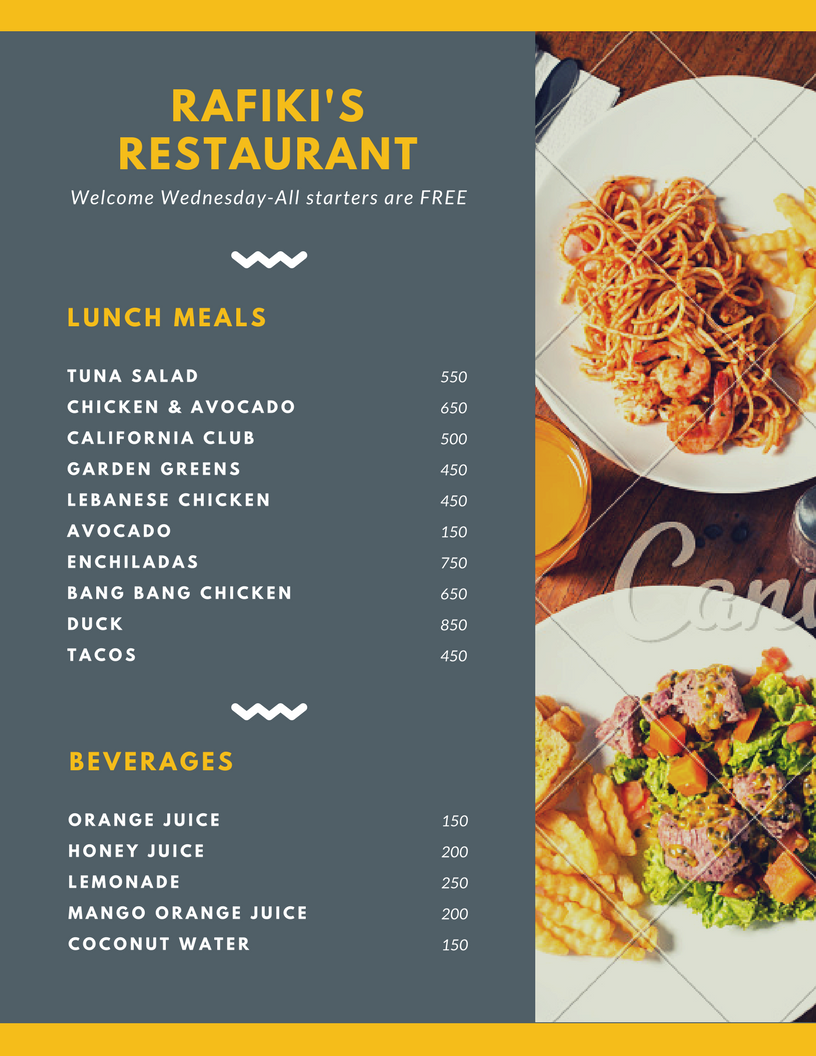 RAFIKI'S
RESTAURANT
Welcome Wednesday-All starters are FREE
LUNCH MEALS
TUNA SALAD 550
CHICKEN & AVOCADO 650
CALIFORNIA CLUB 500
GARDEN GREENS 450
LEBANESE CHICKEN 450
AVOCADO 150
ENCHILADAS 750
BANG BANG CHICKEN 650
DUCK 850
TACOS 450
BEVERAGES
ORANGE JUICE 150
HONEY JUICE 200
LEMONADE 250
MANGO ORANGE JUICE 200
COCONUT WATER 150